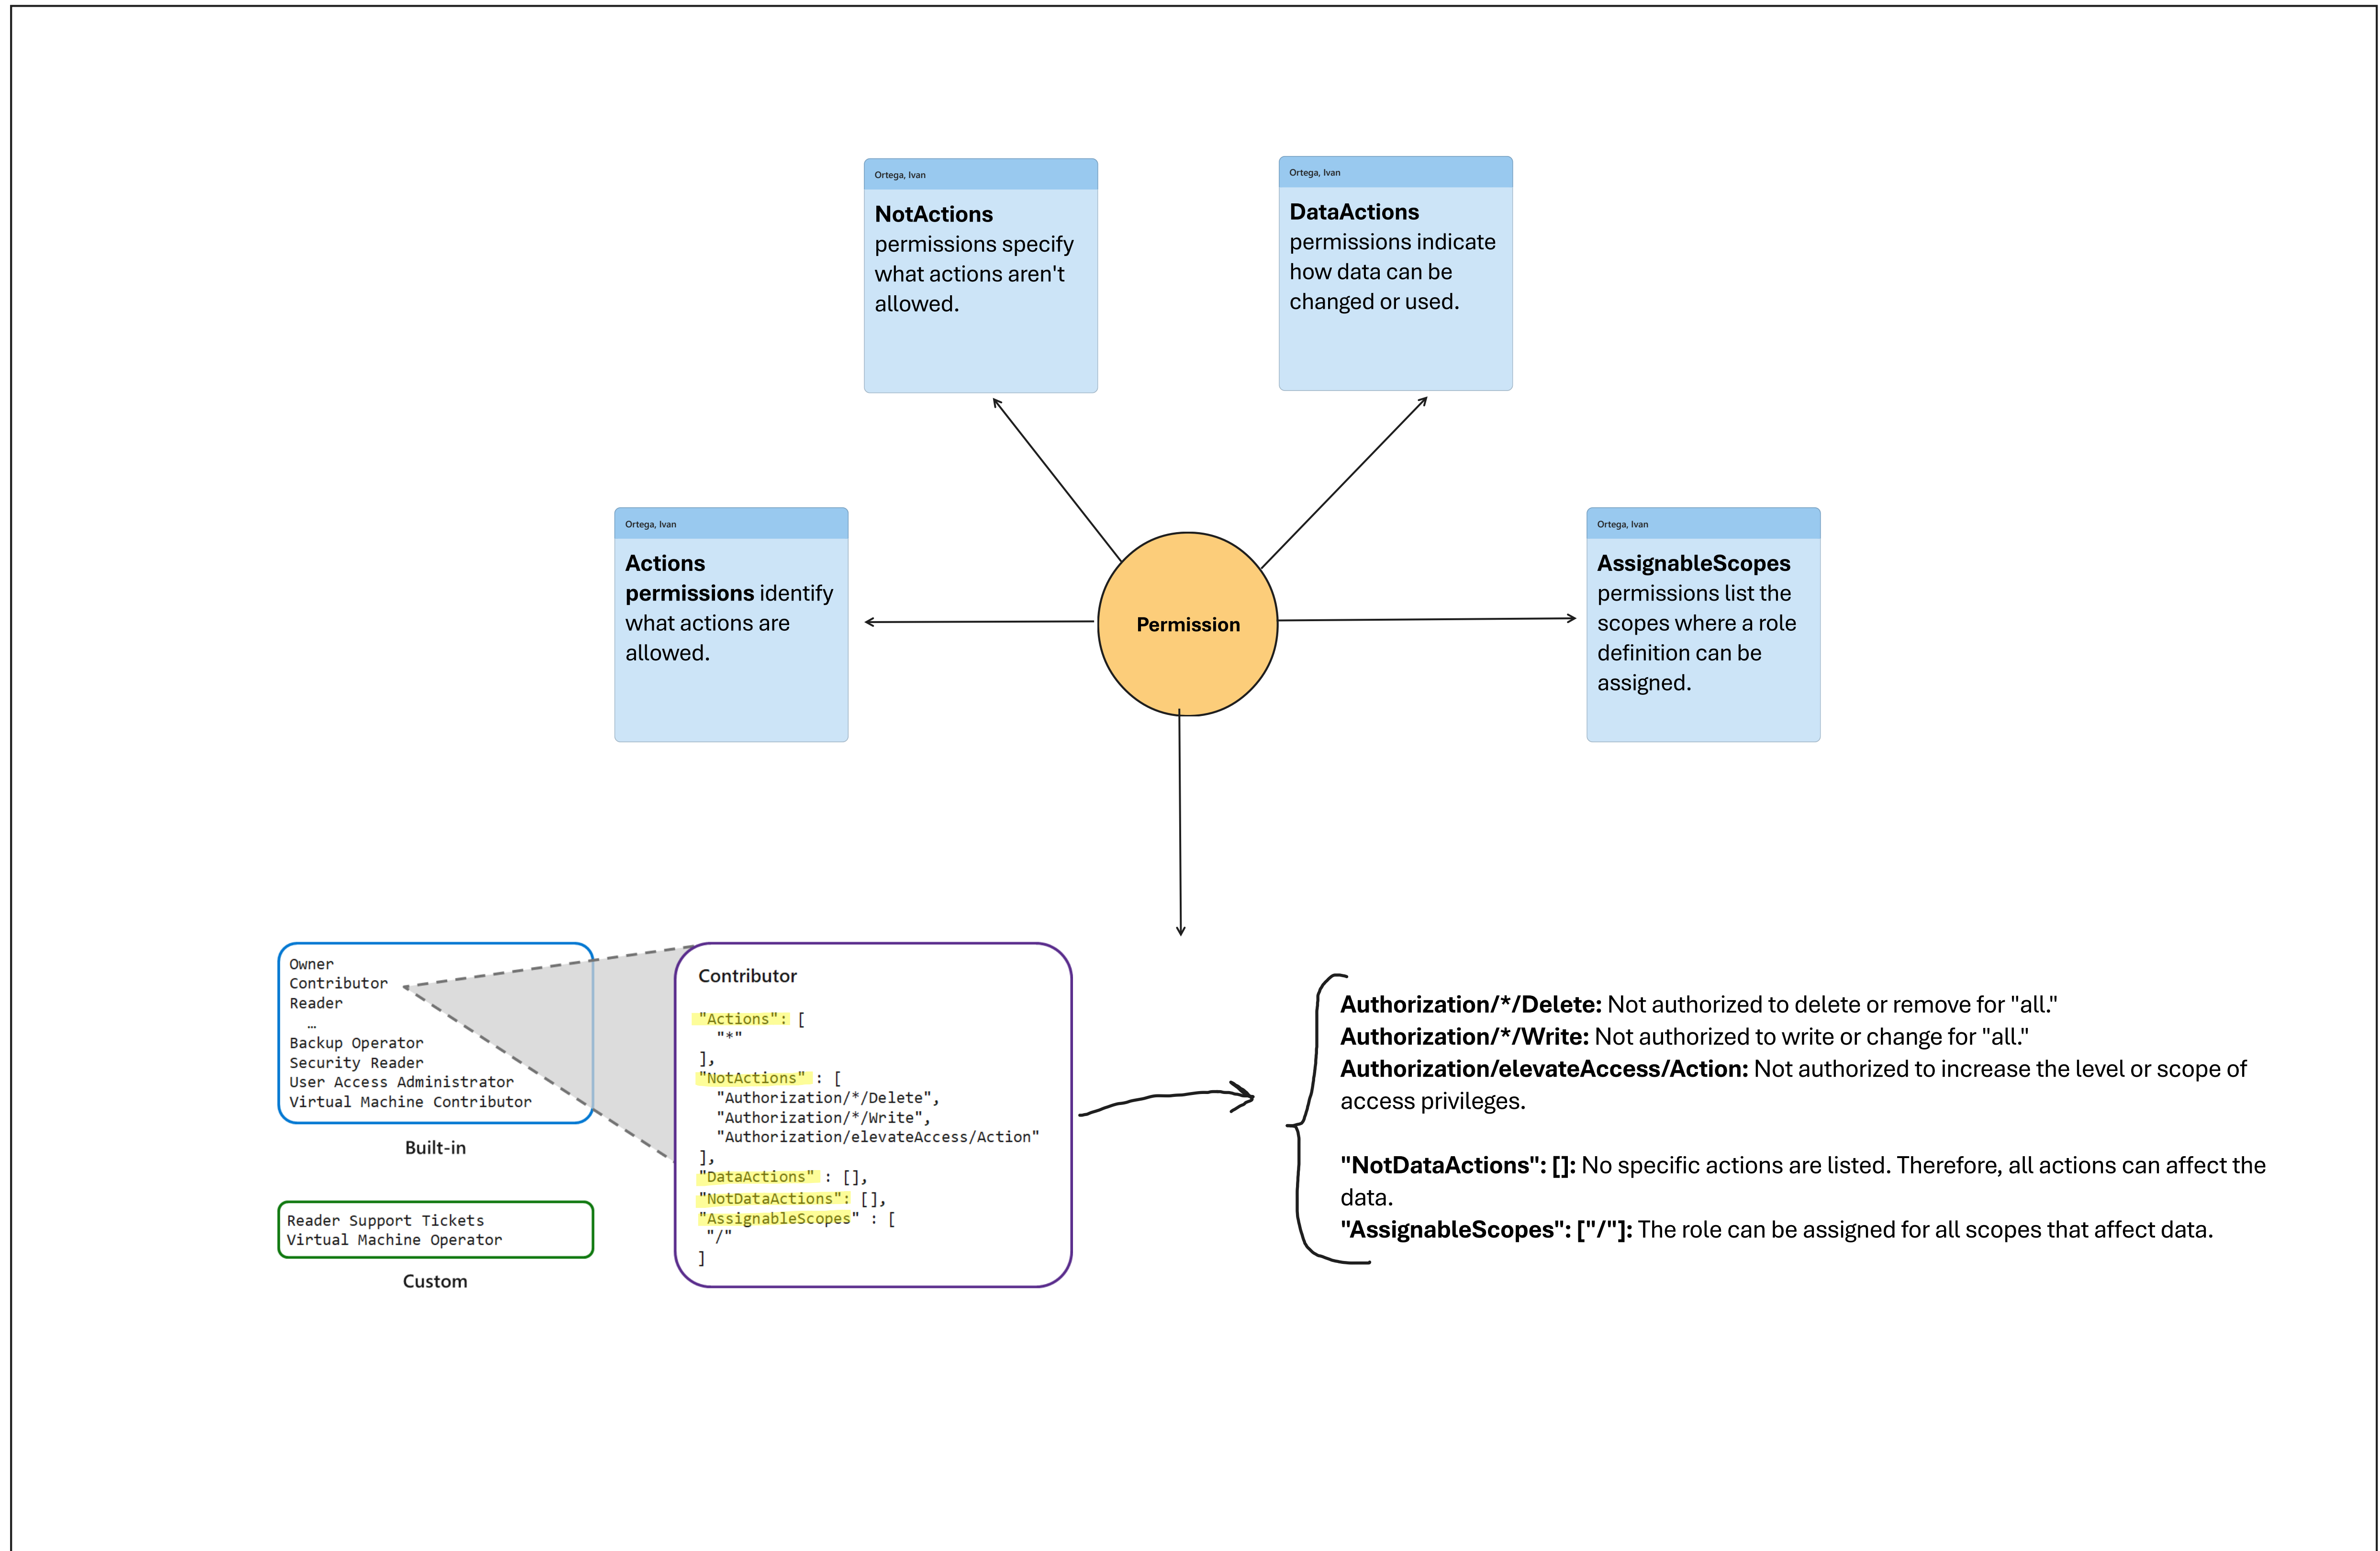 Ortega, Ivan
NotActions
permissions specify
what actions aren't
allowed.
Ortega, Ivan
DataActions
permissions indicate
how data can be
changed or used.
Ortega, Ivan
Actions
permissions identify
what actions are
allowed.
Permission
Ortega, Ivan
AssignableScopes
permissions list the
scopes where a role
definition can be
assigned.
Owner
Contributor
Reader
…
Backup Operator
Security Reader
User Access Administrator
Virtual Machine Contributor
Built-in
Reader Support Tickets
Virtual Machine Operator
Custom
Contributor
"Actions": [
"*"
],
"NotActions" : [
"Authorization/*/Delete",
"Authorization/*/Write",
"Authorization/elevateAccess/Action"
],
"DataActions" : [],
"NotDataActions": [],
"AssignableScopes" : [
"/"
]
Authorization/*/Delete: Not authorized to delete or remove for "all."
Authorization/*/Write: Not authorized to write or change for "all."
Authorization/elevateAccess/Action: Not authorized to increase the level or scope of
access privileges.
"NotDataActions": []: No specific actions are listed. Therefore, all actions can affect the
data.
"AssignableScopes": ["/"]: The role can be assigned for all scopes that affect data.